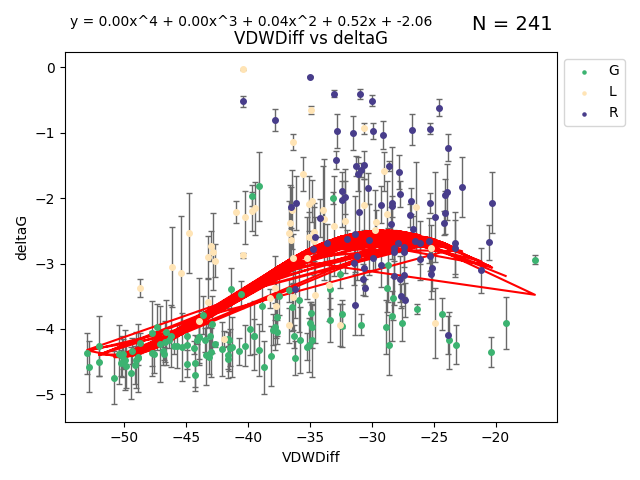 y = 0.00x^4 + 0.00x^3 + 0.04x^2 + 0.52x + -2.06
N = 241
VDWDiff vs deltaG
G
L
R
deltaG
0
−1
−2
−3
−4
−5
−50 −45 −40 −35 −30 −25 −20
VDWDiff